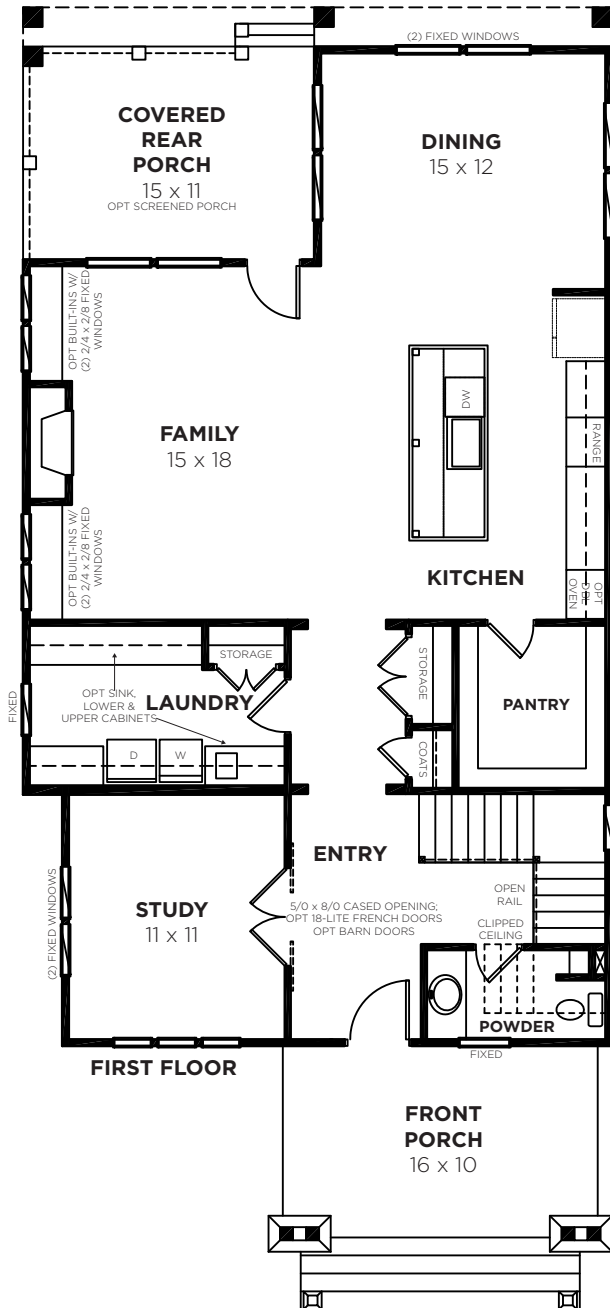 (2) FIXED WINDOWS
COVERED
REAR
PORCH
15 x 11
OPT SCREENED PORCH
DINING
15 x 12
OPT BUILT-INS W/
(2) 2/4 x 2/8 FIXED
WINDOWS
FAMILY
15 x 18
DW
RANGE
OPT BUILT-INS W/
(2) 2/4 x 2/8 FIXED
WINDOWS
KITCHEN
OPT
DBL
OVEN
STORAGE
FIXED
OPT SINK,
LOWER &
UPPER CABINETS
LAUNDRY
D
W
STORAGE
COATS
PANTRY
ENTRY
(2) FIXED WINDOWS
STUDY
11 x 11
5/0 x 8/0 CASED OPENING;
OPT 18-LITE FRENCH DOORS
OPT BARN DOORS
OPEN
RAIL
CLIPPED
CEILING
POWDER
FIXED
FIRST FLOOR
FRONT
PORCH
16 x 10